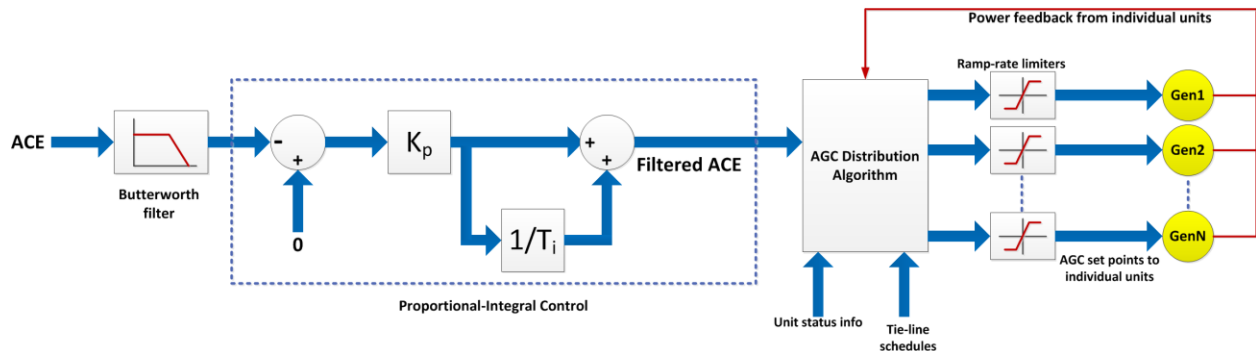 Power feedback from individual units
Ramp-rate limiters
Gen1
ACE
-
+
0
Kp
+
+
Filtered ACE
1/Ti
Butterworth
filter
Proportional-Integral Control
AGC Distribution
Algorithm
Gen2
GenN
AGC set points to
individual units
Unit status info
Tie-line
schedules